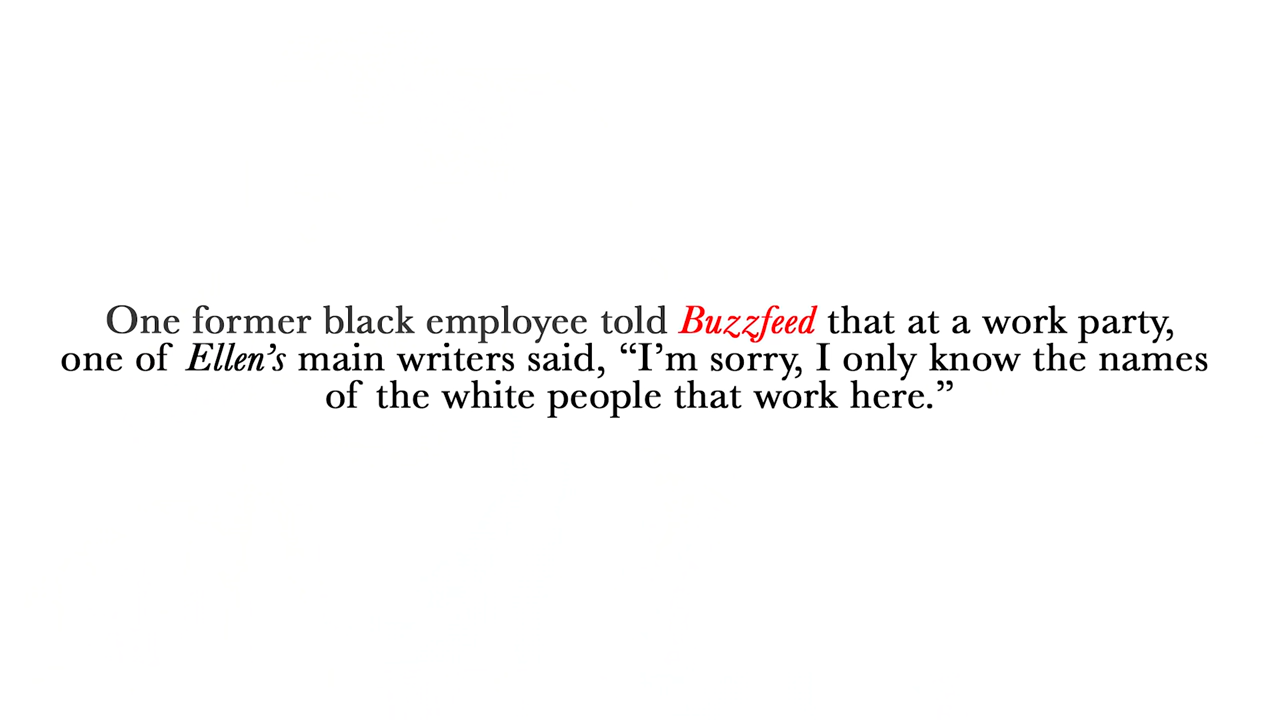 One former black employee told Buzzfeed that at a work party,
one of Ellen’s main writers said, “I’m sorry, I only know the names
of the white people that work here.”